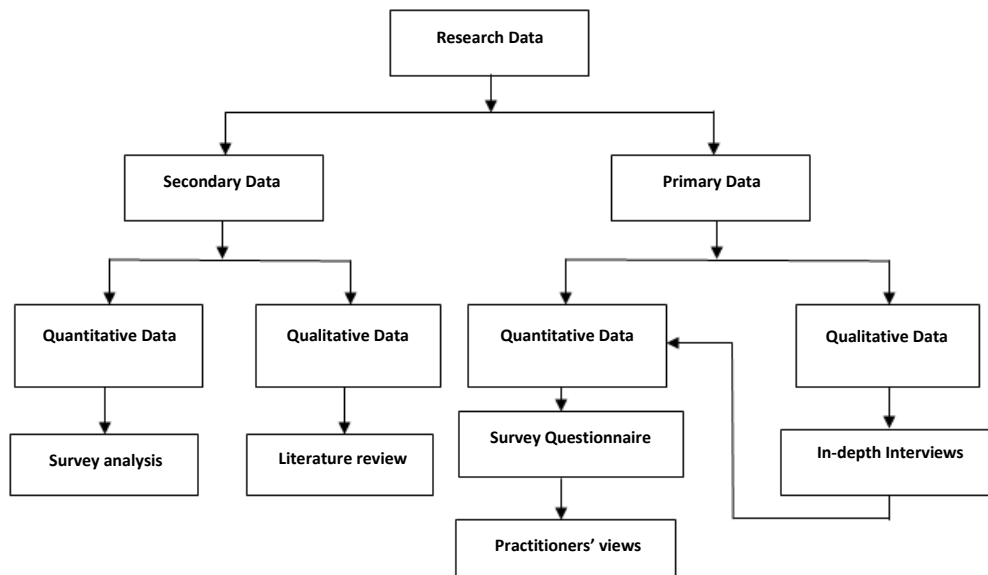 Research Data
Secondary Data
Primary Data
Quantitative Data
Qualitative Data
Quantitative Data
Qualitative Data
Survey analysis
Literature review
Survey Questionnaire
In-depth Interviews
Practitioners’ views